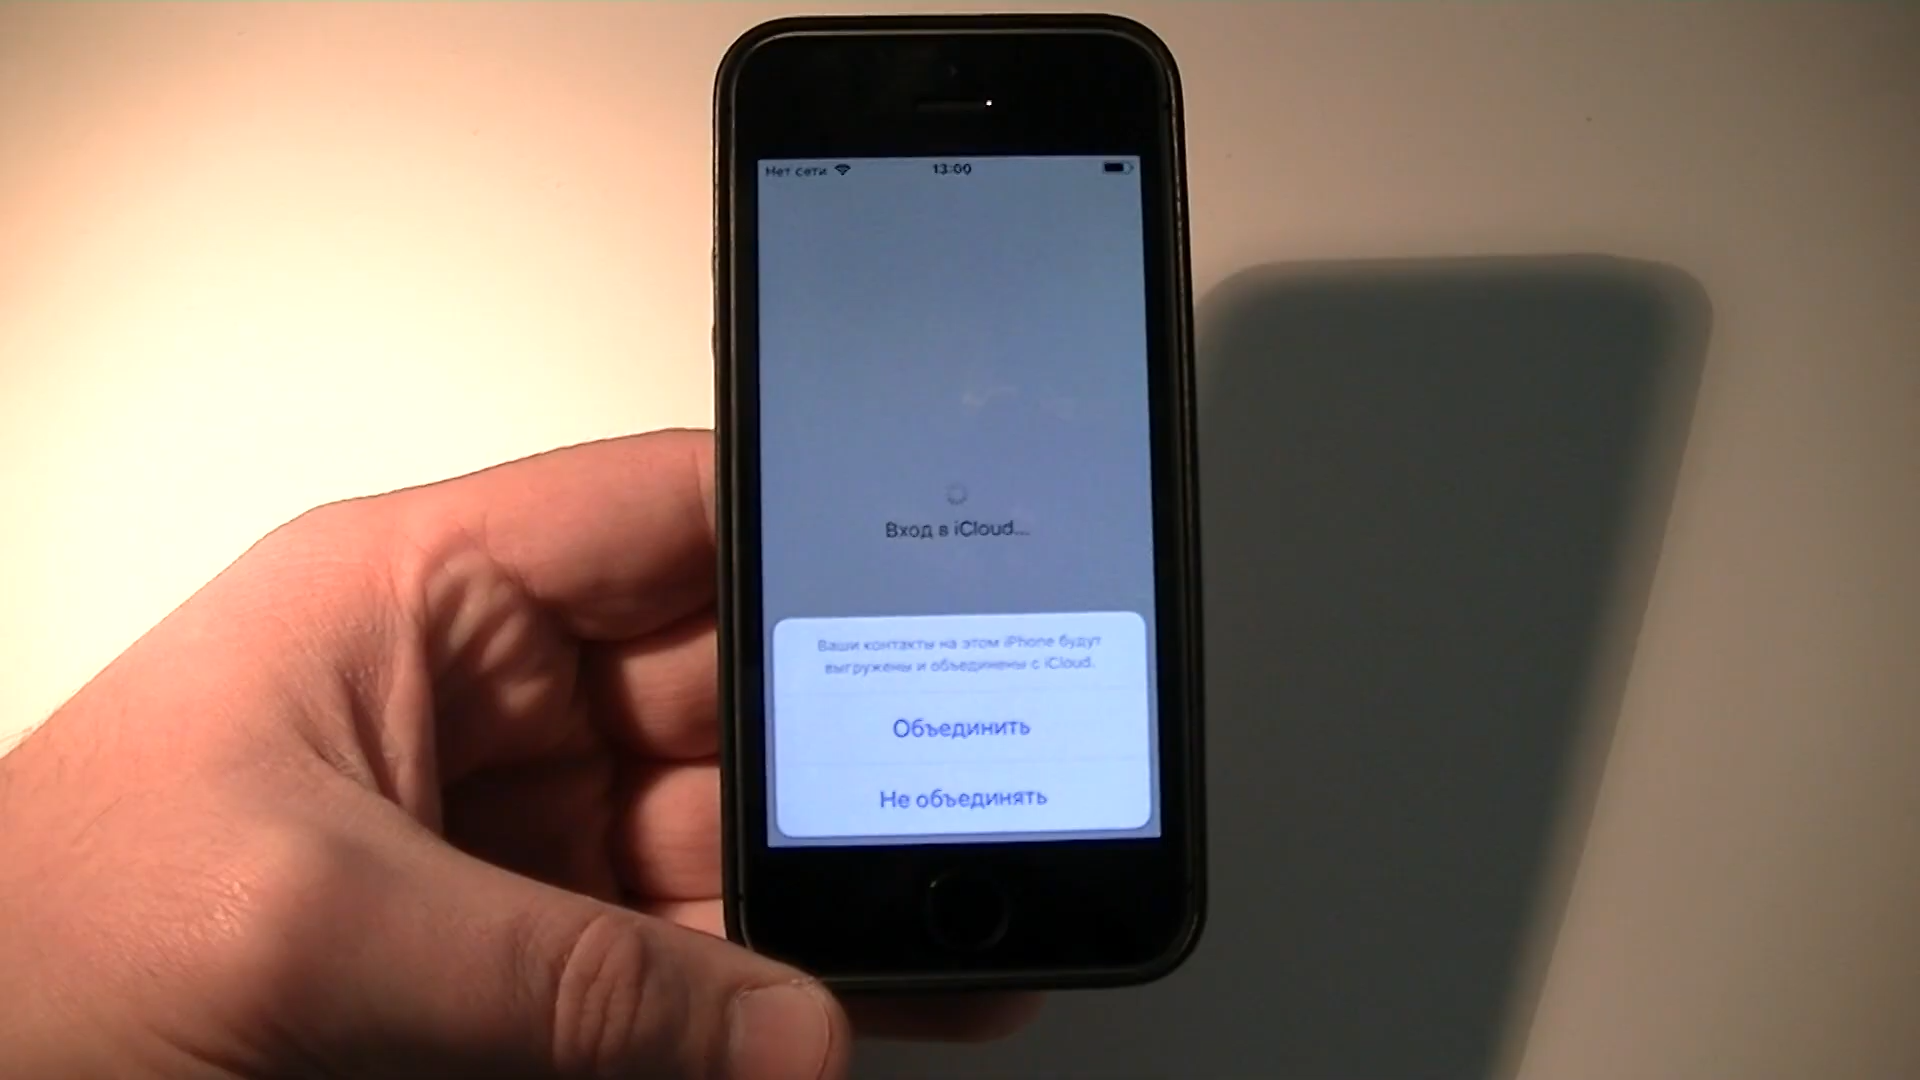 Нет сети 13:00
Вход в iCloud...
Ваши контакты на этом iPhone будут
выгружены и объединены с iCloud.
Объединить
Не объединять